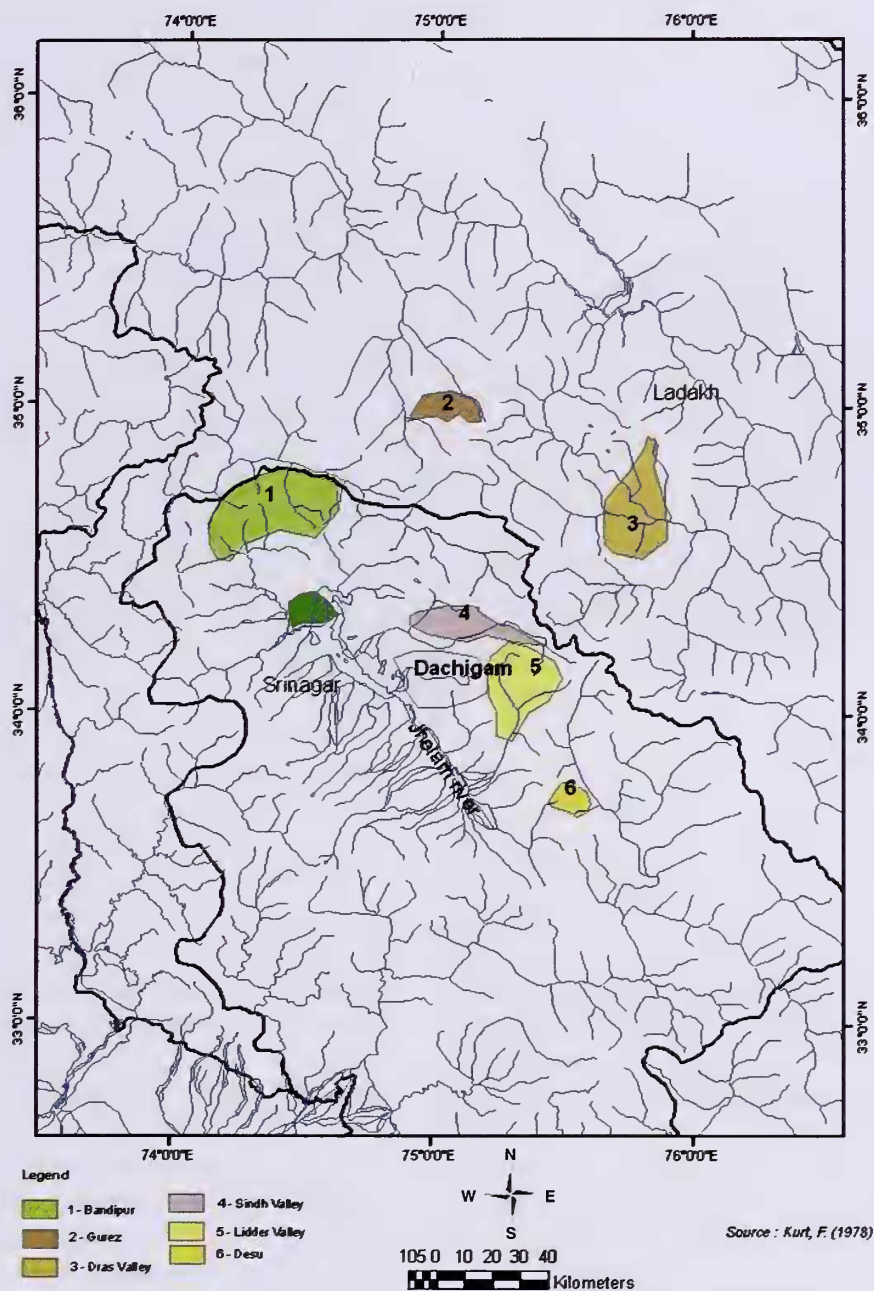 74°0'0"E 75°0'0"E 76°0'0"E
36°0'0"N 36°0'0"N
Ladakh
35°0'0"N 35°0'0"N
2
1
3
4
Dachigam
5
Srinagar
34°0'0"N 34°0'0"N
Jhelam river
6
33°0'0"N 33°0'0"N
74°0'0"E 75°0'0"E 76°0'0"E
N
W E
S
Legend
1 - Bandipur
2 - Gurez
3 - Dras Valley
4 - Sindh Valley
5 - Lidder Valley
6 - Desu
Source : Kurt, F. (1978)
105 0 10 20 30 40
Kilometers